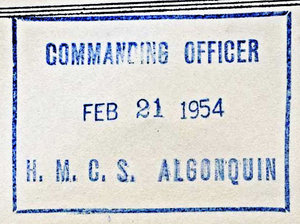 COMMANDING OFFICER
FEB 21 1954
H. M. C. S. ALGONQUIN